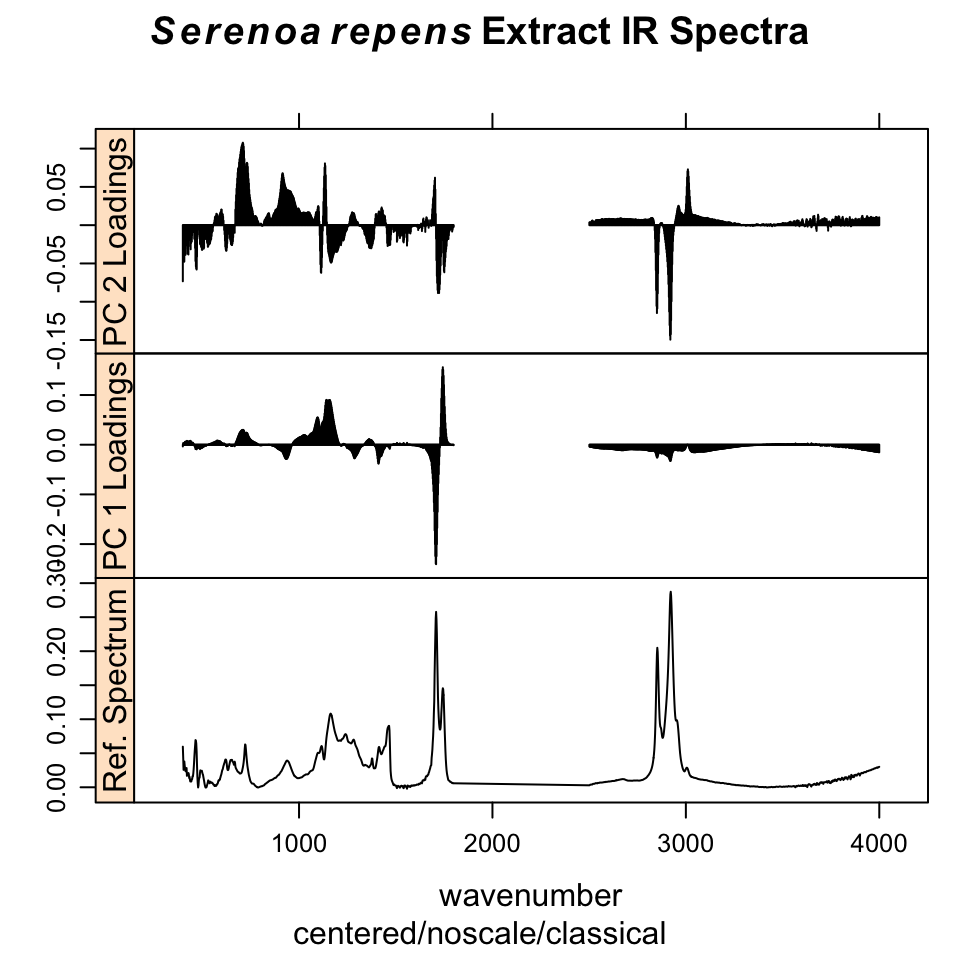 Serenoa repens Extract IR Spectra
PC 2 Loadings
0.05
-0.05
-0.15
PC 1 Loadings
0.1
0.0
-0.1
-0.2
Ref. Spectrum
0.30
0.20
0.10
0.00
1000 2000 3000 4000
wavenumber
centered/noscale/classical